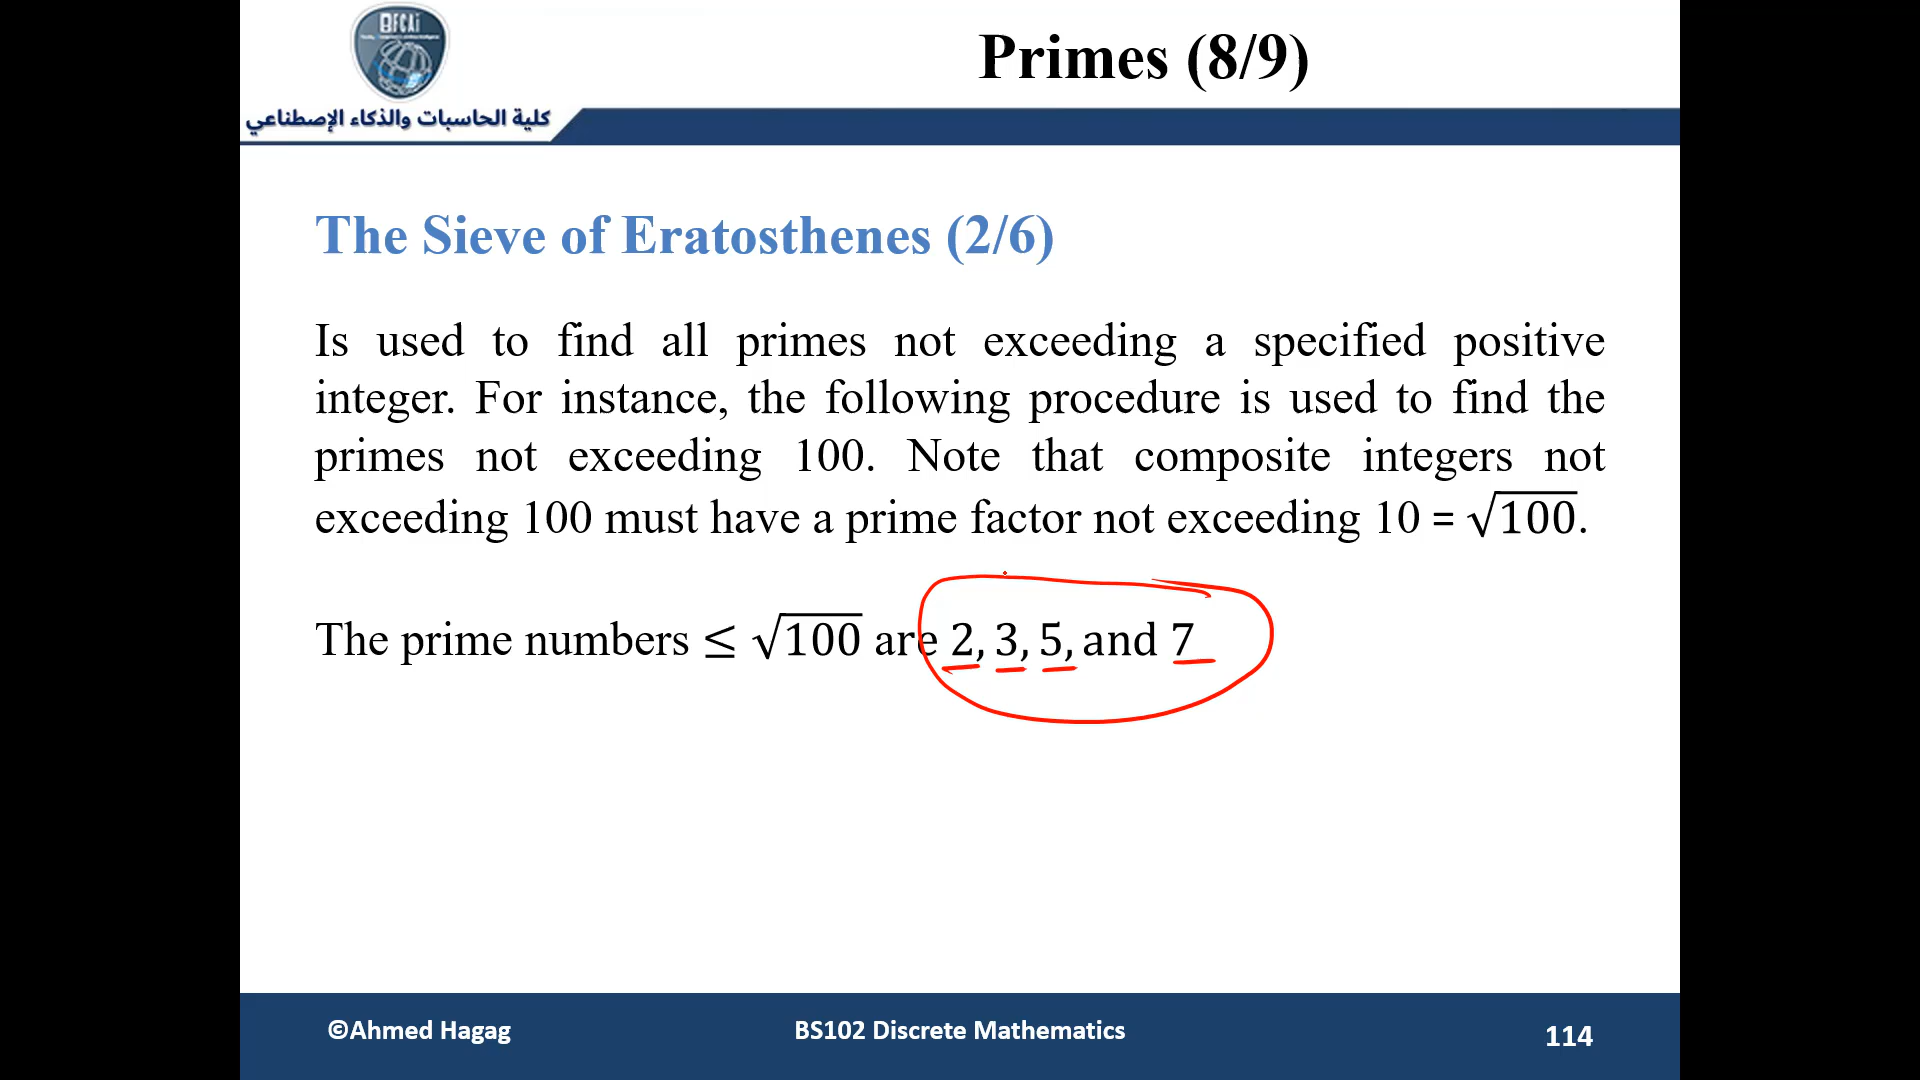 FCAi
Primes (8/9)
كلية الحاسبات والذكاء الإصطناعي
The Sieve of Eratosthenes (2/6)
Is used to find all primes not exceeding a specified positive
integer. For instance, the following procedure is used to find the
primes not exceeding 100. Note that composite integers not
exceeding 100 must have a prime factor not exceeding 10 = √100.
The prime numbers ≤ √100 are 2, 3, 5, and 7
©Ahmed Hagag
BS102 Discrete Mathematics
114